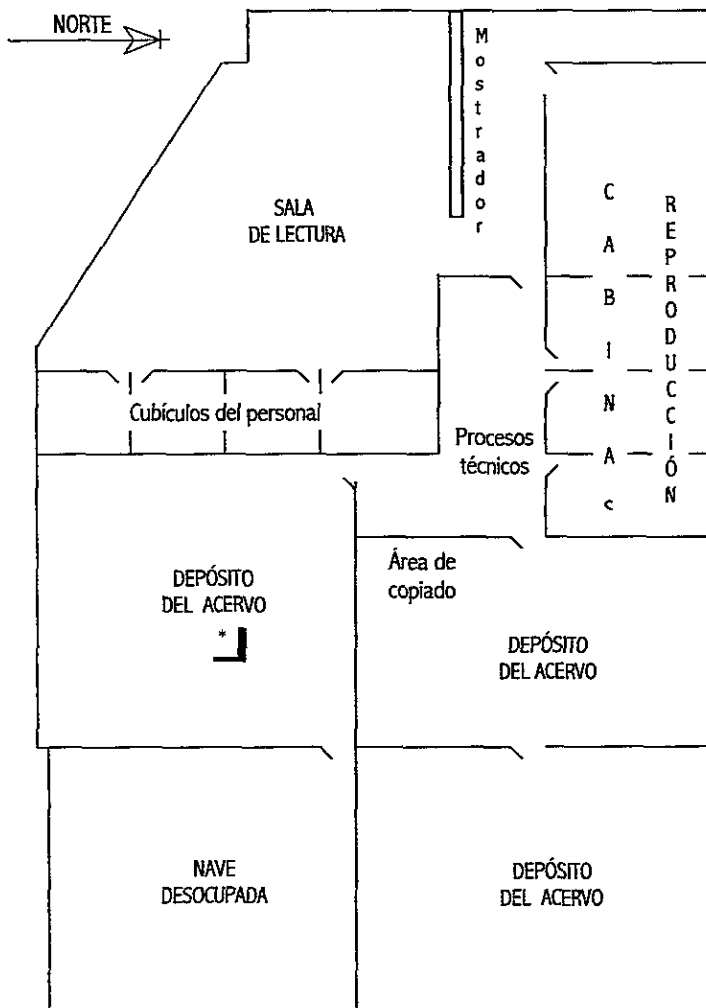 NORTE
Mostrador
SALA
DE LECTURA
CABINAS
REPRODUCCIÓN
Cubículos del personal
Procesos
técnicos
Área de
copiado
DEPÓSITO
DEL ACERVO
*
DEPÓSITO
DEL ACERVO
NAVE
DESOCUPADA
DEPÓSITO
DEL ACERVO